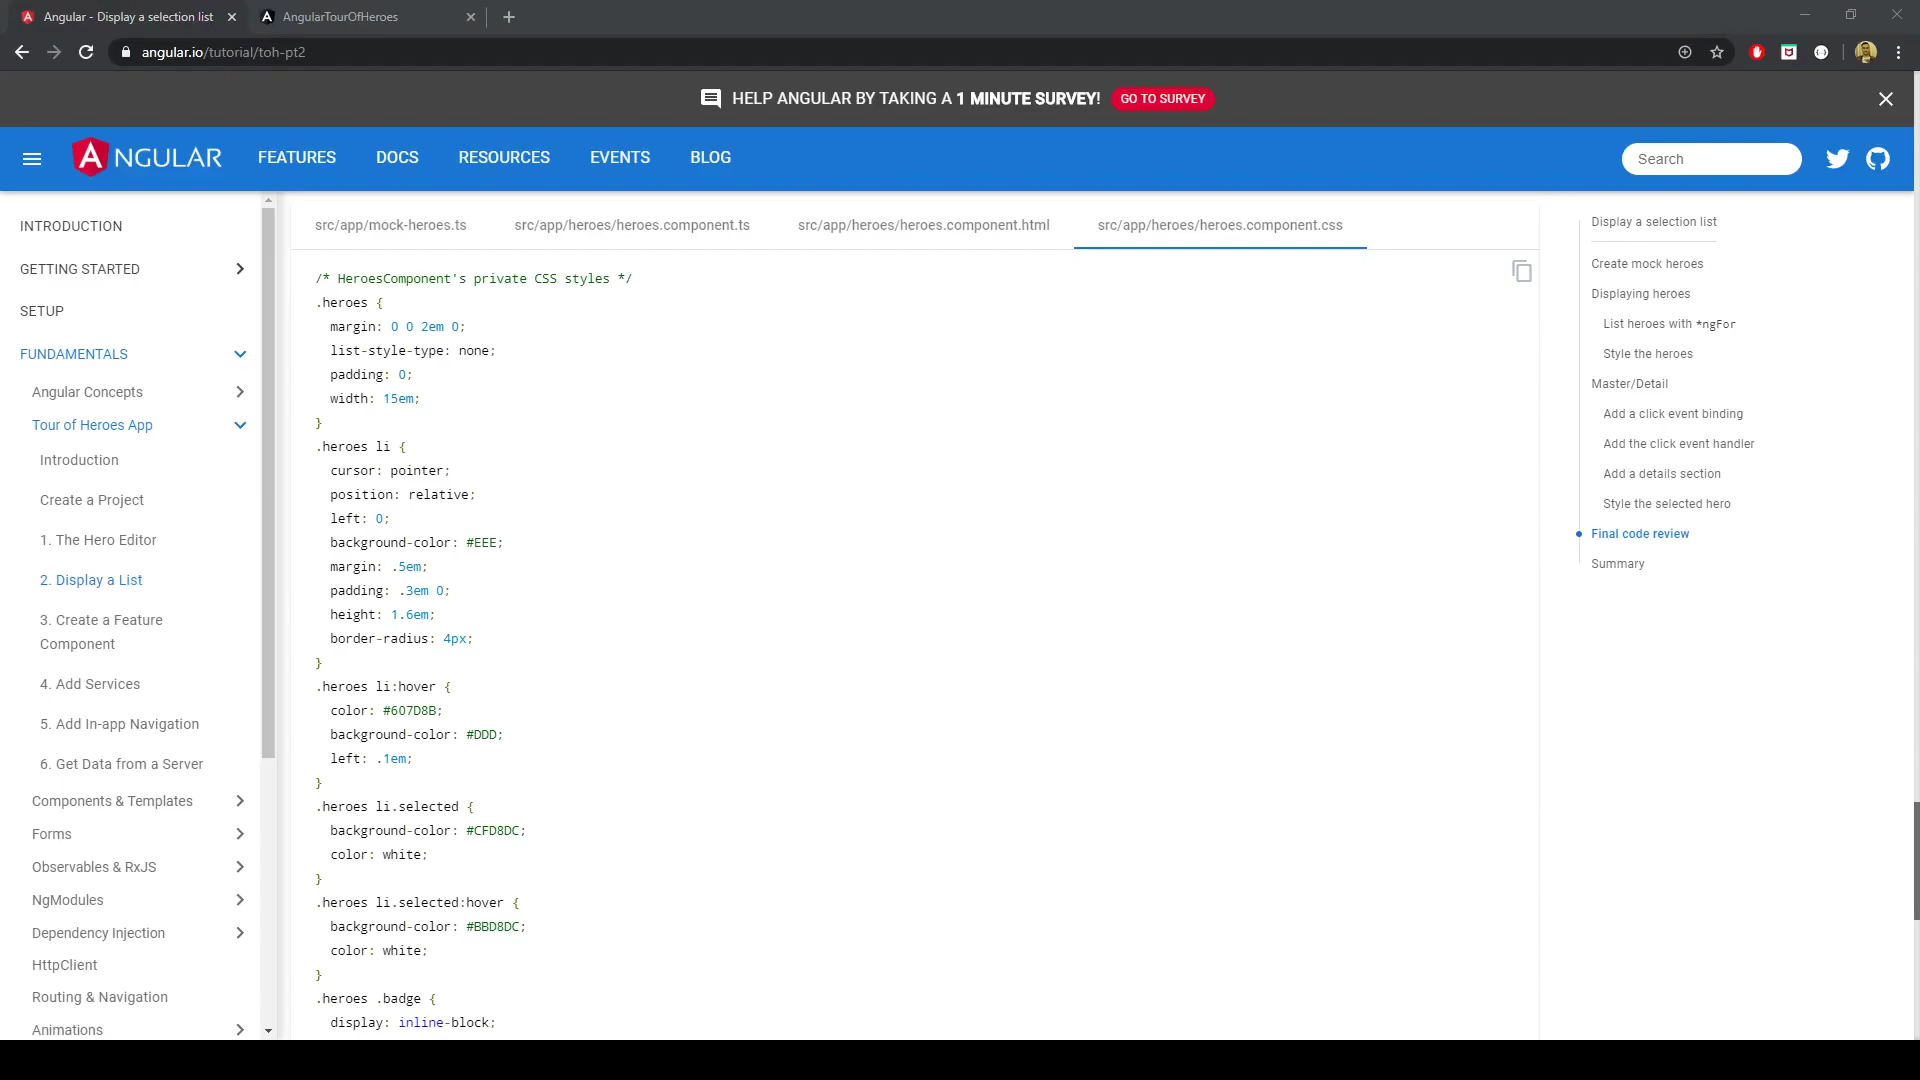 Angular - Display a selection list
AngularTourOfHeroes
angular.io/tutorial/toh-pt2
HELP ANGULAR BY TAKING A 1 MINUTE SURVEY! GO TO SURVEY
ANGULAR
FEATURES
DOCS
RESOURCES
EVENTS
BLOG
Search
INTRODUCTION
GETTING STARTED
SETUP
FUNDAMENTALS
Angular Concepts
Tour of Heroes App
Introduction
Create a Project
1. The Hero Editor
2. Display a List
3. Create a Feature
Component
4. Add Services
5. Add In-app Navigation
6. Get Data from a Server
Components & Templates
Forms
Observables & RxJS
NgModules
Dependency Injection
HttpClient
Routing & Navigation
Animations
src/app/mock-heroes.ts
src/app/heroes/heroes.component.ts
src/app/heroes/heroes.component.html
src/app/heroes/heroes.component.css
/* HeroesComponent's private CSS styles */
.heroes {
  margin: 0 0 2em 0;
  list-style-type: none;
  padding: 0;
  width: 15em;
}
.heroes li {
  cursor: pointer;
  position: relative;
  left: 0;
  background-color: #EEE;
  margin: .5em;
  padding: .3em 0;
  height: 1.6em;
  border-radius: 4px;
}
.heroes li:hover {
  color: #607D8B;
  background-color: #DDD;
  left: .1em;
}
.heroes li.selected {
  background-color: #CFD8DC;
  color: white;
}
.heroes li.selected:hover {
  background-color: #BBD8DC;
  color: white;
}
.heroes .badge {
  display: inline-block;
Display a selection list
Create mock heroes
Displaying heroes
List heroes with *ngFor
Style the heroes
Master/Detail
Add a click event binding
Add the click event handler
Add a details section
Style the selected hero
Final code review
Summary